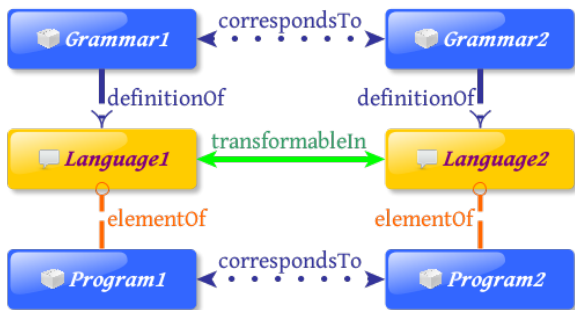 correspondsTo
Grammar1
Grammar2
definitionOf
definitionOf
transformableIn
Language1
Language2
elementOf
elementOf
correspondsTo
Program1
Program2